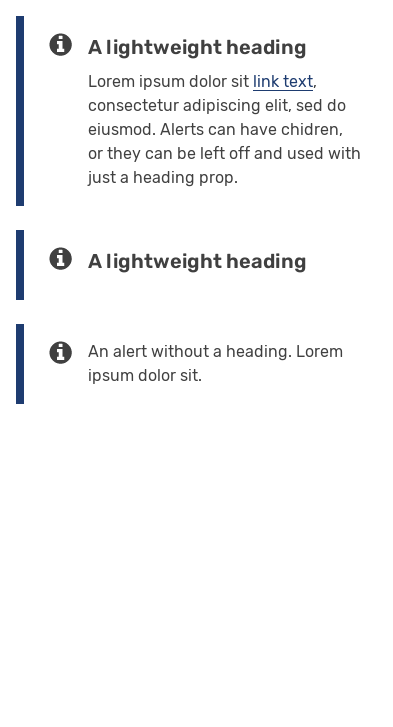 A lightweight heading
Lorem ipsum dolor sit link text,
consectetur adipiscing elit, sed do
eiusmod. Alerts can have chidren,
or they can be left off and used with
just a heading prop.
A lightweight heading
An alert without a heading. Lorem
ipsum dolor sit.